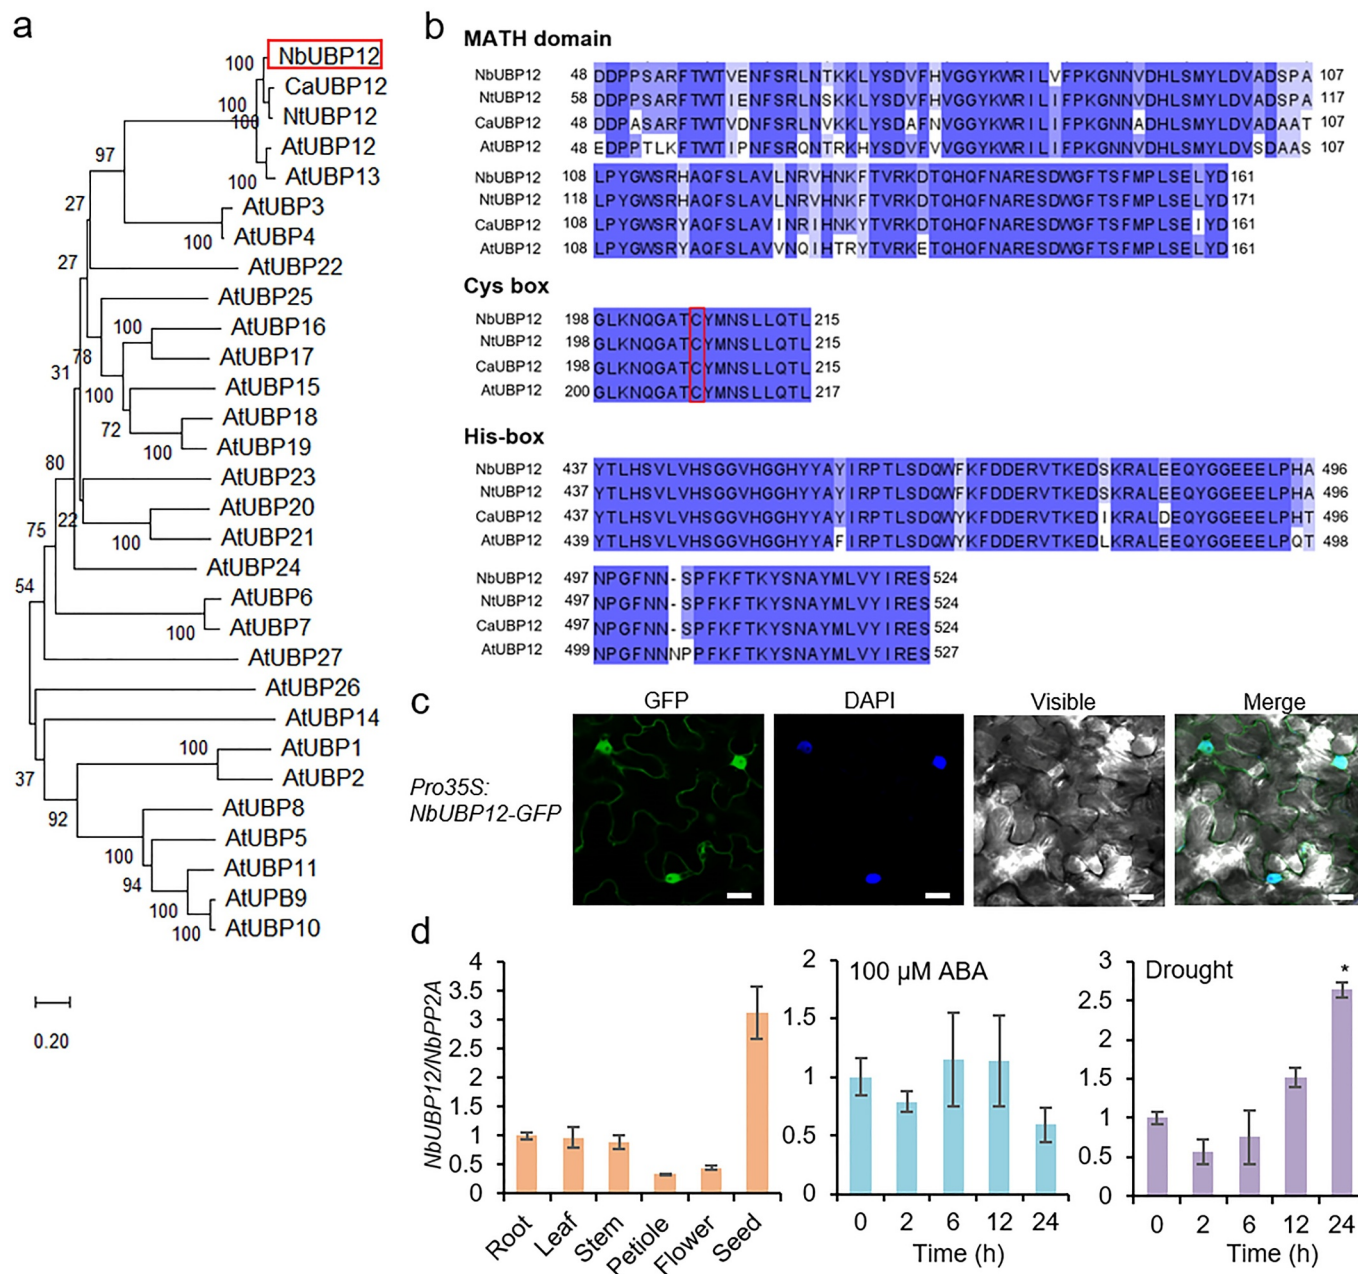 a
NbUBP12
CaUBP12
NtUBP12
AtUBP12
AtUBP13
AtUBP3
AtUBP4
AtUBP22
AtUBP25
AtUBP16
AtUBP17
AtUBP15
AtUBP18
AtUBP19
AtUBP23
AtUBP20
AtUBP21
AtUBP24
AtUBP6
AtUBP7
AtUBP27
AtUBP26
AtUBP14
AtUBP1
AtUBP2
AtUBP8
AtUBP5
AtUBP11
AtUPB9
AtUBP10
100
100
100
100
97
100
27
27
100
78
31
100
72
100
80
22
100
75
54
100
37
100
92
100
94
100
100
0.20
b
MATH domain
NbUBP12 48 DDPPSARFTWTVENFSRLNTKKLYSDVFHVGGYKWRILVFPKGNNVDHLSMYLDVADSPA 107
NtUBP12 58 DDPPSARFTWTIENFSRLNSKKLYSDVFHVGGYKWRILIFPKGNNVDHLSMYLDVADSPA 117
CaUBP12 48 DDPASARFTWTVDNFSRLNVKKLYSDAFNVGGYKWRILIFPKGNNADHLSMYLDVADAAT 107
AtUBP12 48 EDPPTLKFTWTIPNFSRQNTRKHYSDVFVVGGYKWRILIFPKGNNVDHLSMYLDVSDAAS 107
NbUBP12 108 LPYGWSRHAQFSLAVLNRVHNKFTVRKDTQHQFNARESDWGFTSFMPLSELYD 161
NtUBP12 118 LPYGWSRHAQFSLAVLNRVHNKFTVRKDTQHQFNARESDWGFTSFMPLSELYD 171
CaUBP12 108 LPYGWSRYAQFSLAVINRIHNKYTVRKDTQHQFNARESDWGFTSFMPLSEIYD 161
AtUBP12 108 LPYGWSRYAQFSLAVVNQIHTRYTVRKETQHQFNARESDWGFTSFMPLSELYD 161
Cys box
NbUBP12 198 GLKNQGATCYMNSLLQTL 215
NtUBP12 198 GLKNQGATCYMNSLLQTL 215
CaUBP12 198 GLKNQGATCYMNSLLQTL 215
AtUBP12 200 GLKNQGATCYMNSLLQTL 217
His-box
NbUBP12 437 YTLHSVLVHSGGVHGGHYYAYIRPTLSDQWFKFDDERVTKEDSKRALEEQYGGEEELPHA 496
NtUBP12 437 YTLHSVLVHSGGVHGGHYYAYIRPTLSDQWFKFDDERVTKEDSKRALEEQYGGEEELPHA 496
CaUBP12 437 YTLHSVLVHSGGVHGGHYYAYIRPTLSDQWYKFDDERVTKEDIKRALDEQYGGEEELPHT 496
AtUBP12 439 YTLHSVLVHSGGVHGGHYYAFIRPTLSDQWYKFDDERVTKEDLKRALEEQYGGEEELPQT 498
NbUBP12 497 NPGFNN-SPFKFTKYSNAYMLVYIRES 524
NtUBP12 497 NPGFNN-SPFKFTKYSNAYMLVYIRES 524
CaUBP12 497 NPGFNN-SPFKFTKYSNAYMLVYIRES 524
AtUBP12 499 NPGFNNNPPFKFTKYSNAYMLVYIRES 527
c
GFP DAPI Visible Merge
Pro35S:
NbUBP12-GFP
d
NbUBP12/NbPP2A
4
3.5
3
2.5
2
1.5
1
0.5
0
Root Leaf Stem Petiole Flower Seed
100 µM ABA
2
1.5
1
0.5
0
0 2 6 12 24
Time (h)
Drought
*
3
2.5
2
1.5
1
0.5
0
0 2 6 12 24
Time (h)